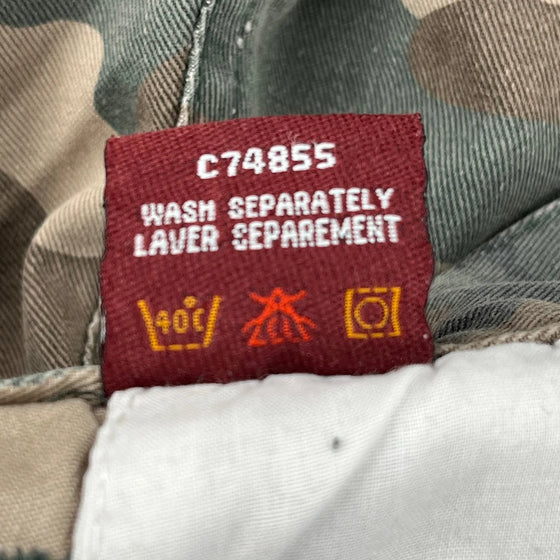 C74855
WASH SEPARATELY
LAVER SEPAREMENT
40°C